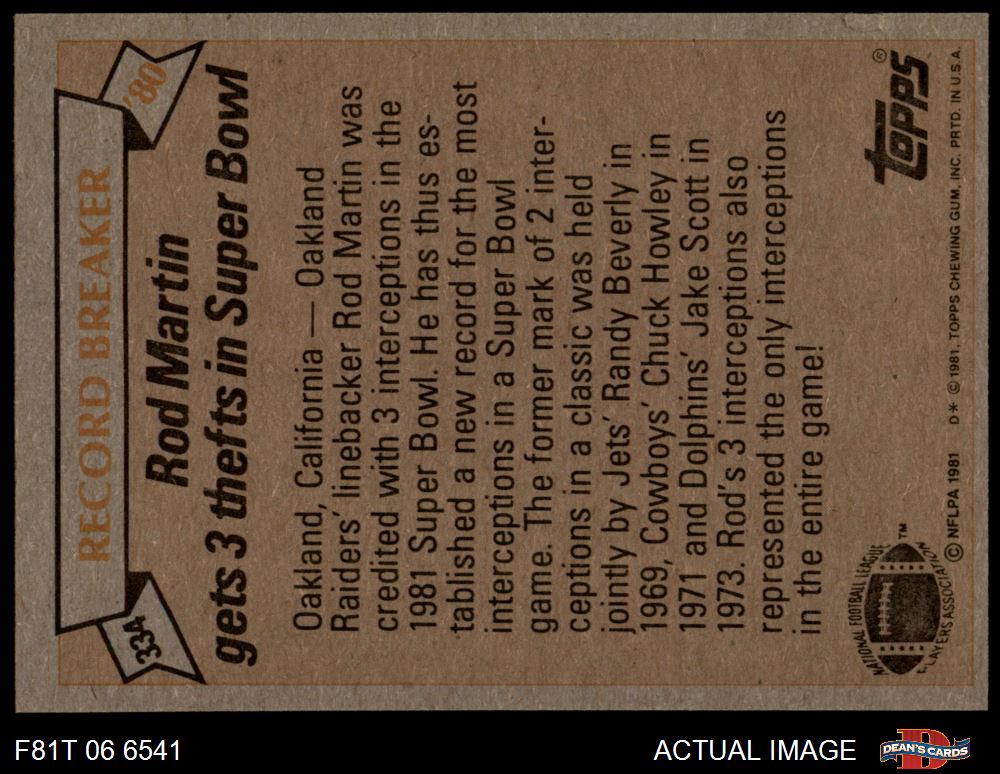 334
RECORD BREAKER
'80
Rod Martin
gets 3 thefts in Super Bowl
Oakland, California — Oakland
Raiders' linebacker Rod Martin was
credited with 3 interceptions in the
1981 Super Bowl. He has thus es-
tablished a new record for the most
interceptions in a Super Bowl
game. The former mark of 2 inter-
ceptions in a classic was held
jointly by Jets' Randy Beverly in
1969, Cowboys' Chuck Howley in
1971 and Dolphins' Jake Scott in
1973. Rod's 3 interceptions also
represented the only interceptions
in the entire game!
NATIONAL FOOTBALL LEAGUE
PLAYERS ASSOCIATION
TM
topps®
© NFLPA 1981 D* © 1981, TOPPS CHEWING GUM, INC. PRTD. IN U.S.A.
F81T 06 6541
ACTUAL IMAGE
DEAN'S CARDS